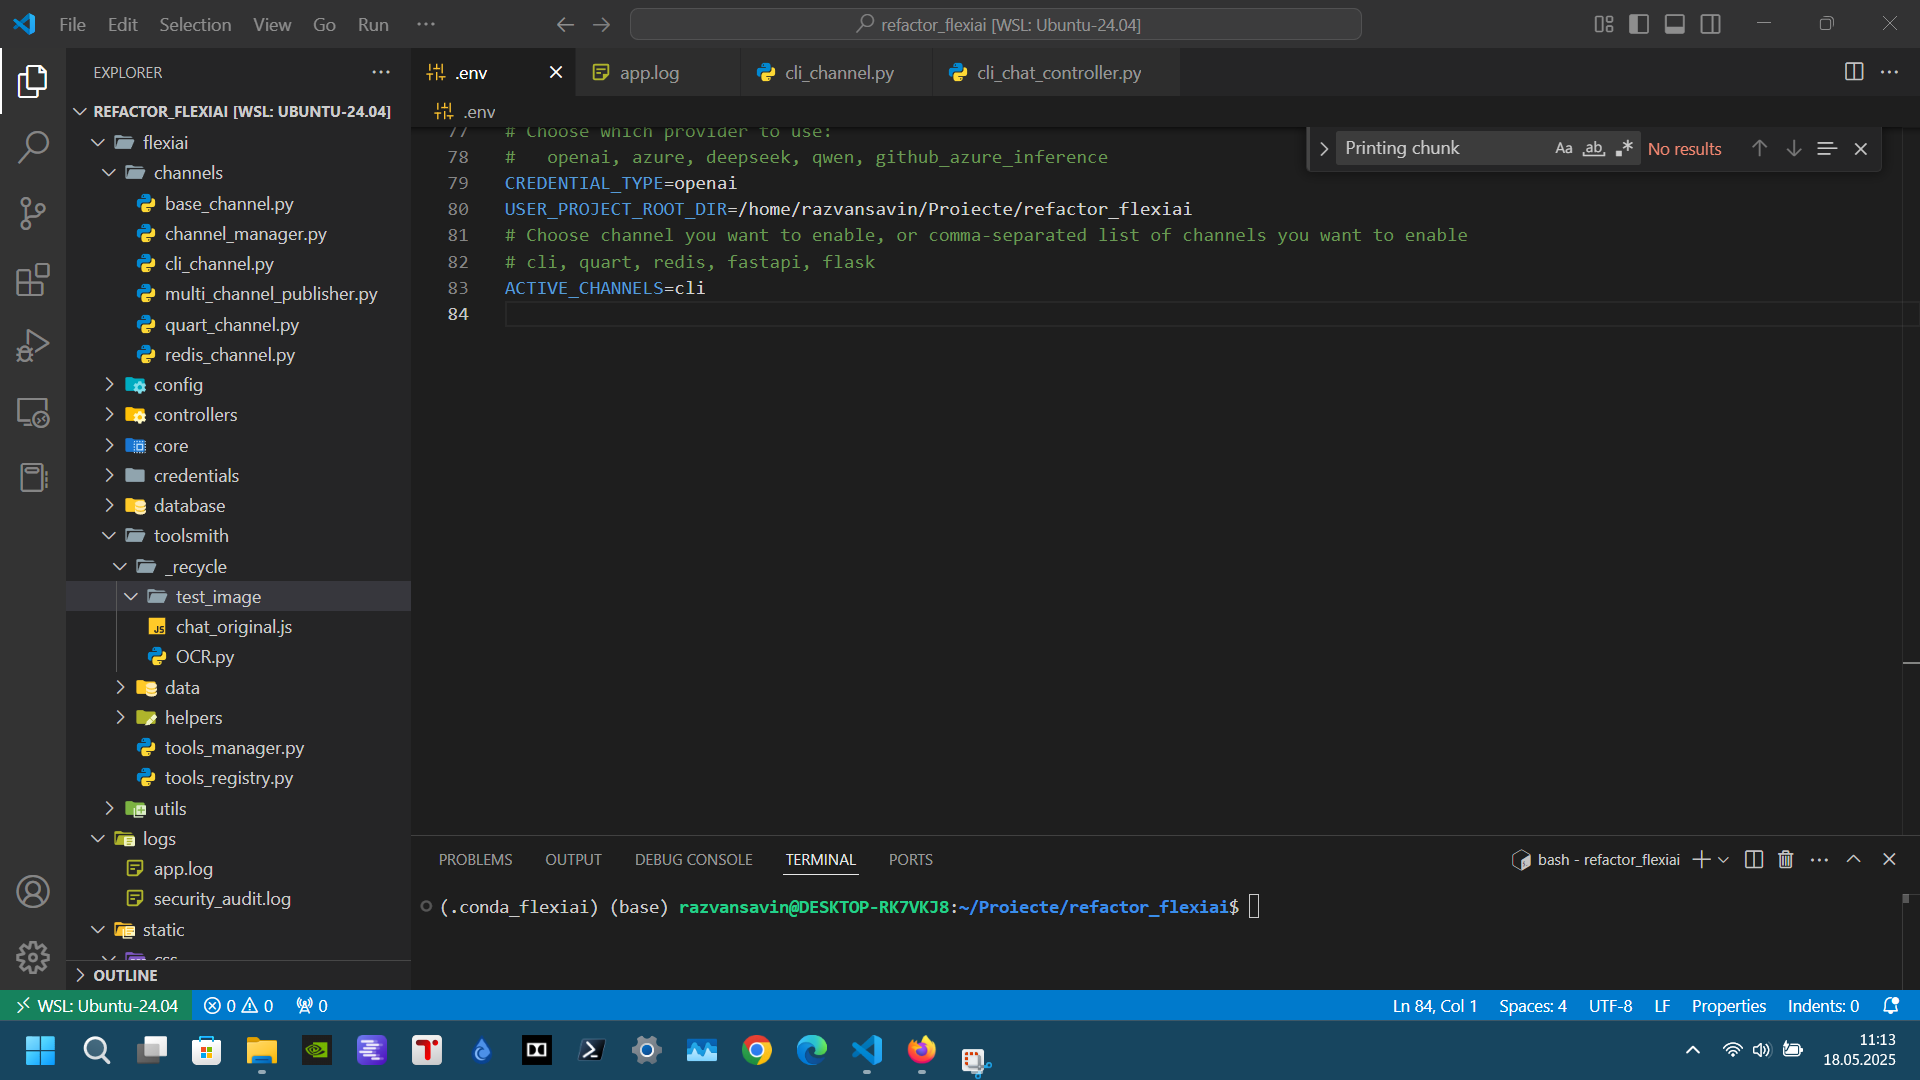 File Edit Selection View Go Run ···
refactor_flexiai [WSL: Ubuntu-24.04]
EXPLORER
REFACTOR_FLEXIAI [WSL: UBUNTU-24.04]
flexiai
channels
base_channel.py
channel_manager.py
cli_channel.py
multi_channel_publisher.py
quart_channel.py
redis_channel.py
config
controllers
core
credentials
database
toolsmith
_recycle
test_image
chat_original.js
OCR.py
data
helpers
tools_manager.py
tools_registry.py
utils
logs
app.log
security_audit.log
static
css
OUTLINE
.env app.log cli_channel.py cli_chat_controller.py
.env
77 # Choose which provider to use:
78 #   openai, azure, deepseek, qwen, github_azure_inference
79 CREDENTIAL_TYPE=openai
80 USER_PROJECT_ROOT_DIR=/home/razvansavin/Proiecte/refactor_flexiai
81 # Choose channel you want to enable, or comma-separated list of channels you want to enable
82 # cli, quart, redis, fastapi, flask
83 ACTIVE_CHANNELS=cli
84
Printing chunk Aa ab .* No results
PROBLEMS OUTPUT DEBUG CONSOLE TERMINAL PORTS
bash - refactor_flexiai
(.conda_flexiai) (base) razvansavin@DESKTOP-RK7VKJ8:~/Proiecte/refactor_flexiai$
WSL: Ubuntu-24.04 0 0 0
Ln 84, Col 1 Spaces: 4 UTF-8 LF Properties Indents: 0
11:13
18.05.2025